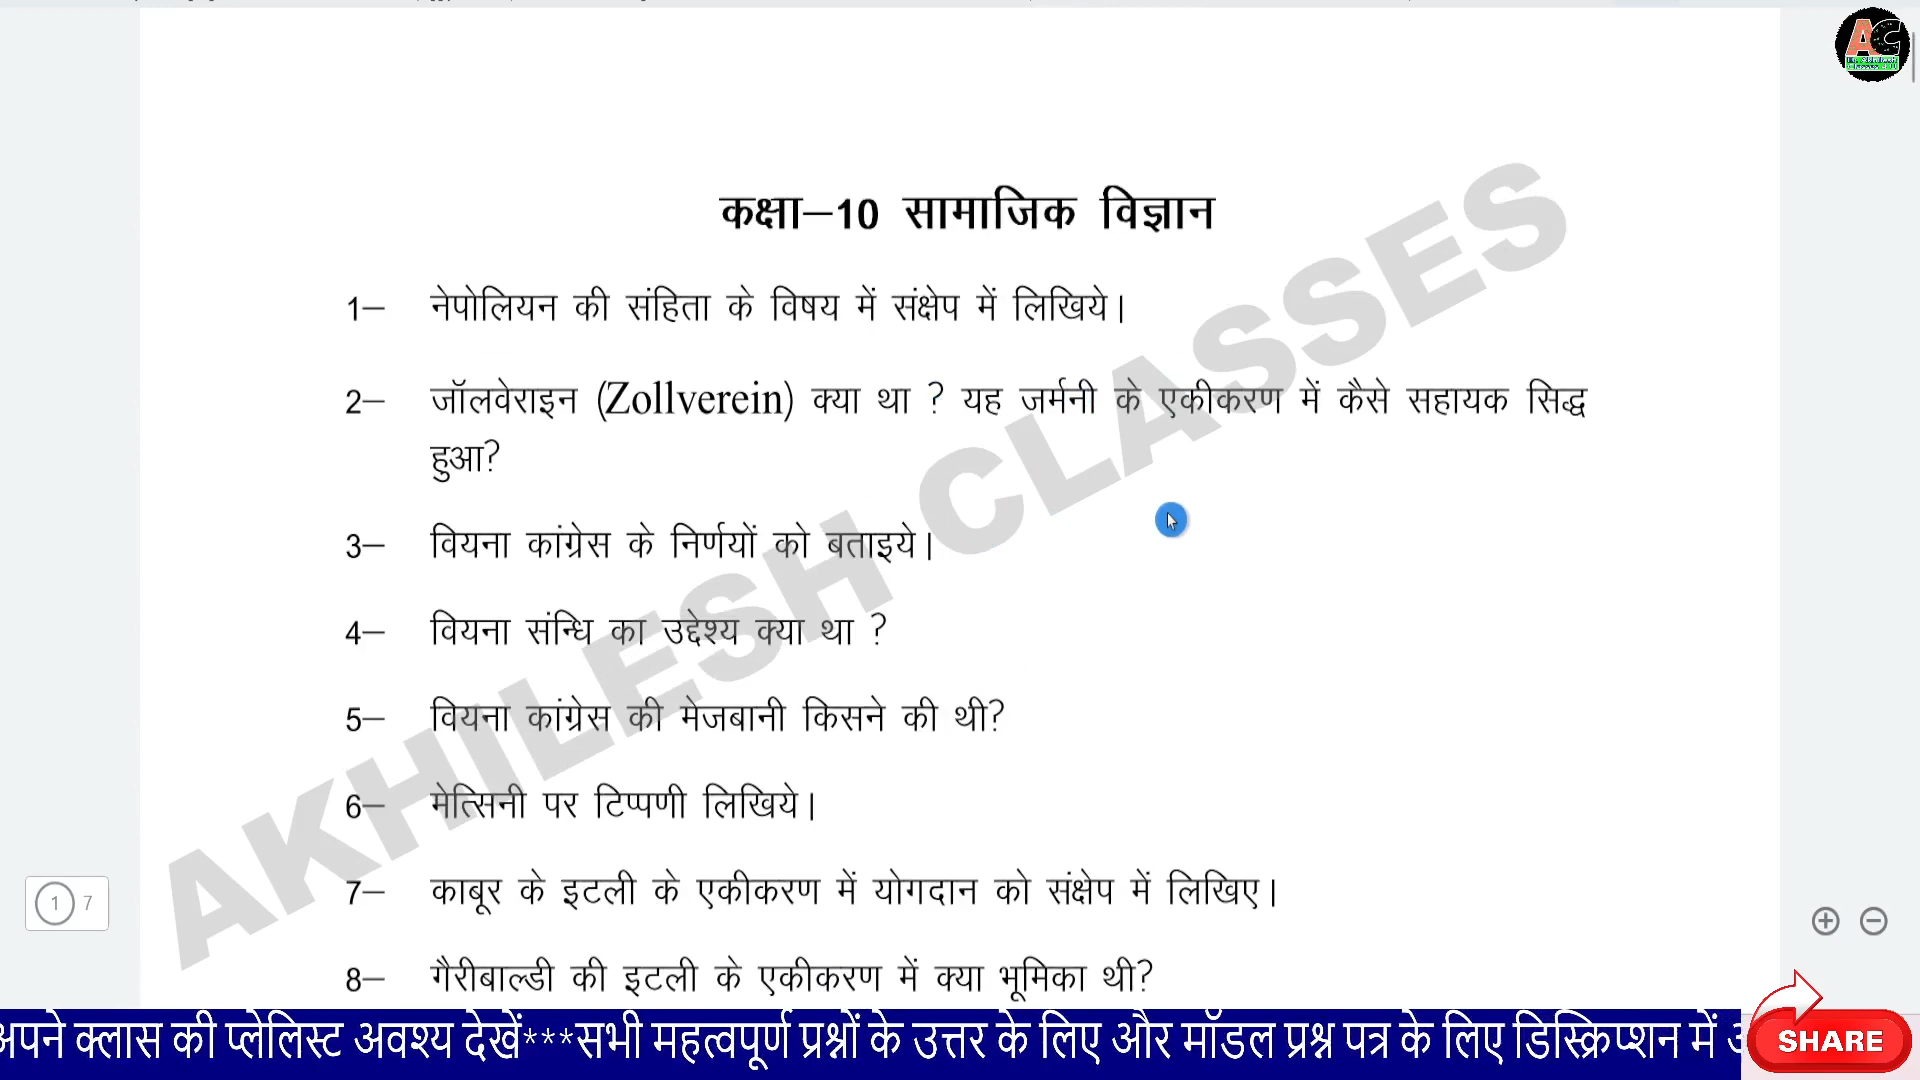 कक्षा–10 सामाजिक विज्ञान
1– नेपोलियन की संहिता के विषय में संक्षेप में लिखिये।
2– जॉलवेराइन (Zollverein) क्या था ? यह जर्मनी के एकीकरण में कैसे सहायक सिद्ध
हुआ?
3– वियना कांग्रेस के निर्णयों को बताइये।
4– वियना संन्धि का उद्देश्य क्या था ?
5– वियना कांग्रेस की मेजबानी किसने की थी?
6– मेत्सिनी पर टिप्पणी लिखिये।
7– काबूर के इटली के एकीकरण में योगदान को संक्षेप में लिखिए।
8– गैरीबाल्डी की इटली के एकीकरण में क्या भूमिका थी?
AKHILESH CLASSES
AC
1 7
अपने क्लास की प्लेलिस्ट अवश्य देखें***सभी महत्वपूर्ण प्रश्नों के उत्तर के लिए और मॉडल प्रश्न पत्र के लिए डिस्क्रिप्शन में
SHARE